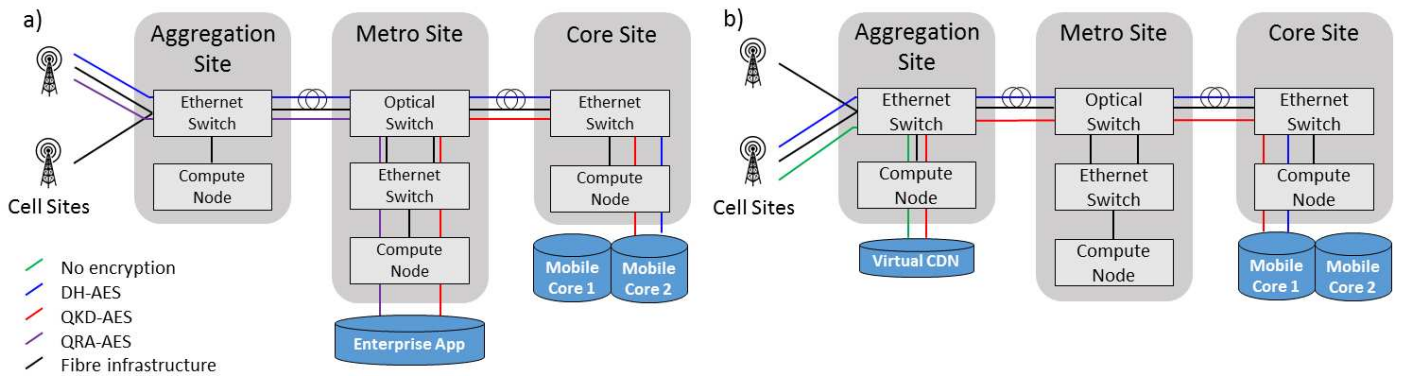 a)
Aggregation
Site
Metro Site
Core Site
Ethernet
Switch
Optical
Switch
Ethernet
Switch
Compute
Node
Ethernet
Switch
Compute
Node
Compute
Node
Cell Sites
Mobile
Core 1
Mobile
Core 2
Enterprise App
No encryption
DH-AES
QKD-AES
QRA-AES
Fibre infrastructure
b)
Aggregation
Site
Metro Site
Core Site
Ethernet
Switch
Optical
Switch
Ethernet
Switch
Compute
Node
Ethernet
Switch
Compute
Node
Compute
Node
Cell Sites
Virtual CDN
Mobile
Core 1
Mobile
Core 2